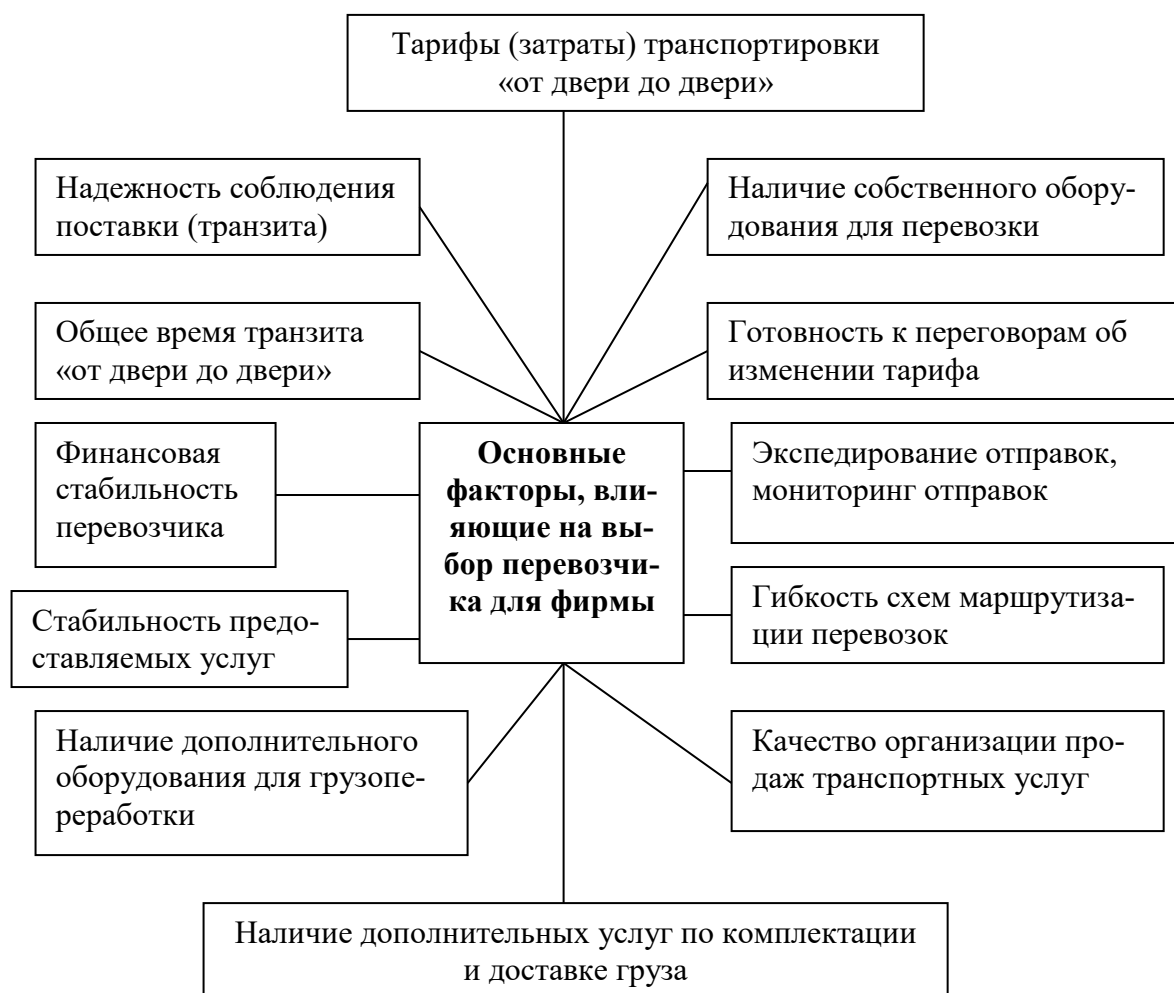 Тарифы (затраты) транспортировки
«от двери до двери»
Надежность соблюдения
поставки (транзита)
Наличие собственного обору-
дования для перевозки
Общее время транзита
«от двери до двери»
Готовность к переговорам об
изменении тарифа
Финансовая
стабильность
перевозчика
Основные
факторы, вли-
яющие на вы-
бор перевозчи-
ка для фирмы
Экспедирование отправок,
мониторинг отправок
Стабильность предо-
ставляемых услуг
Гибкость схем маршрутиза-
ции перевозок
Наличие дополнительного
оборудования для грузопе-
реработки
Качество организации про-
даж транспортных услуг
Наличие дополнительных услуг по комплектации
и доставке груза